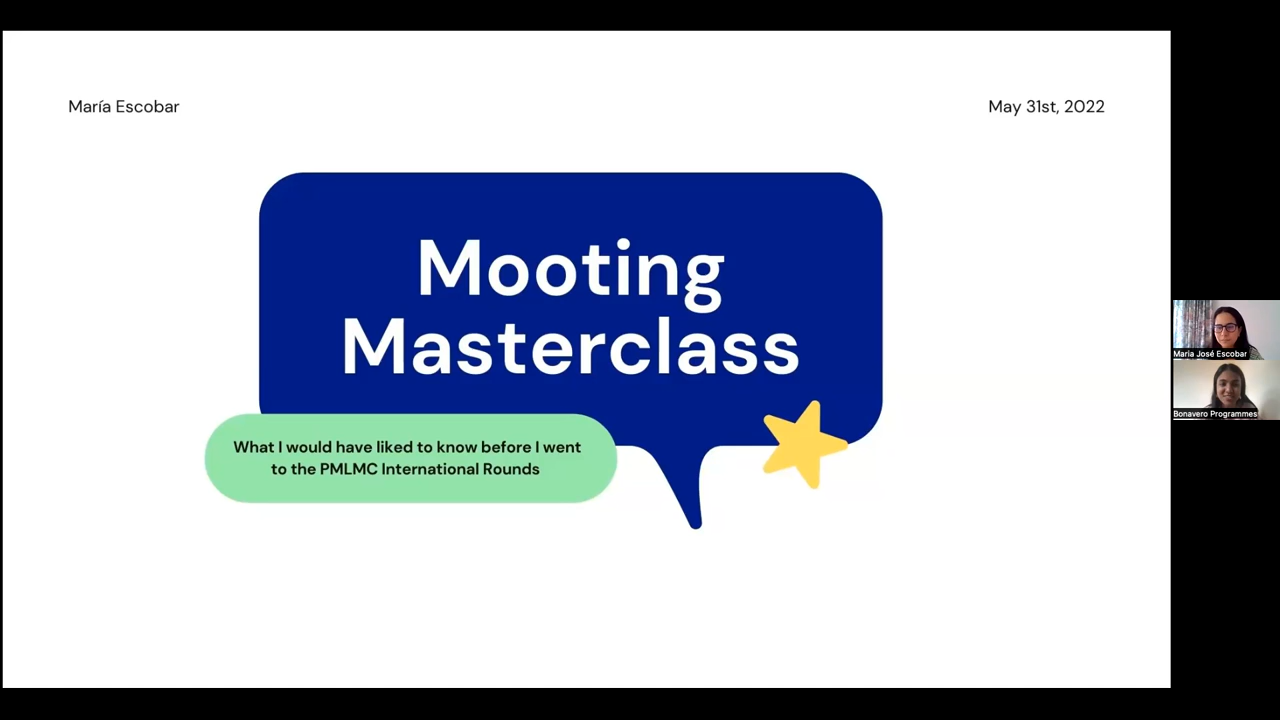 María Escobar
May 31st, 2022
Mooting
Masterclass
What I would have liked to know before I went
to the PMLMC International Rounds
Maria José Escobar
Bonavero Programmes